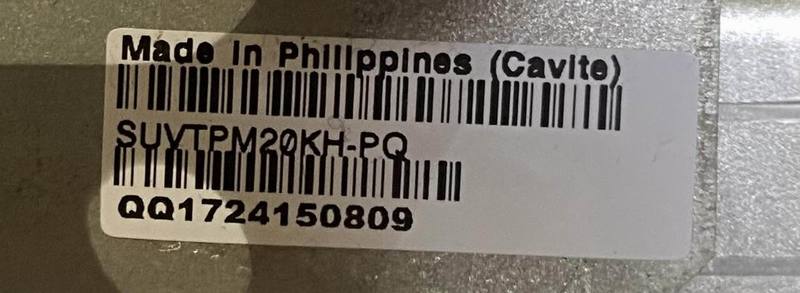 Made in Philippines (Cavite)
SUVTPM20KH-PQ
QQ1724150809